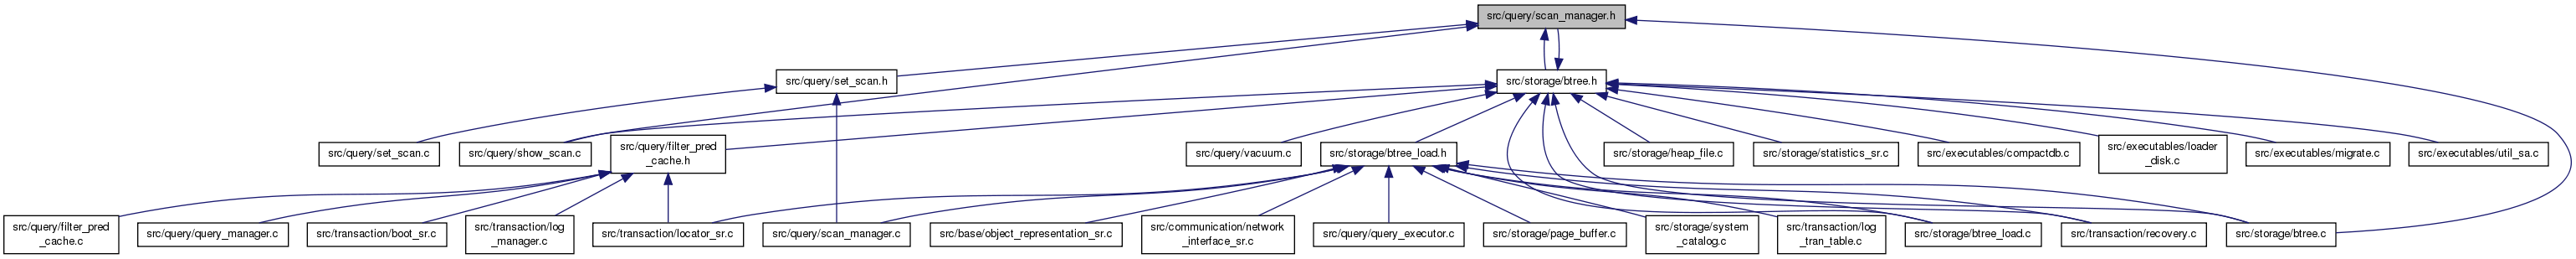 src/query/scan_manager.h
src/query/set_scan.h
src/storage/btree.h
src/query/set_scan.c
src/query/show_scan.c
src/query/filter_pred
_cache.h
src/query/vacuum.c
src/storage/btree_load.h
src/storage/heap_file.c
src/storage/statistics_sr.c
src/executables/compactdb.c
src/executables/loader
_disk.c
src/executables/migrate.c
src/executables/util_sa.c
src/query/filter_pred
_cache.c
src/query/query_manager.c
src/transaction/boot_sr.c
src/transaction/log
_manager.c
src/transaction/locator_sr.c
src/query/scan_manager.c
src/base/object_representation_sr.c
src/communication/network
_interface_sr.c
src/query/query_executor.c
src/storage/page_buffer.c
src/storage/system
_catalog.c
src/transaction/log
_tran_table.c
src/storage/btree_load.c
src/transaction/recovery.c
src/storage/btree.c